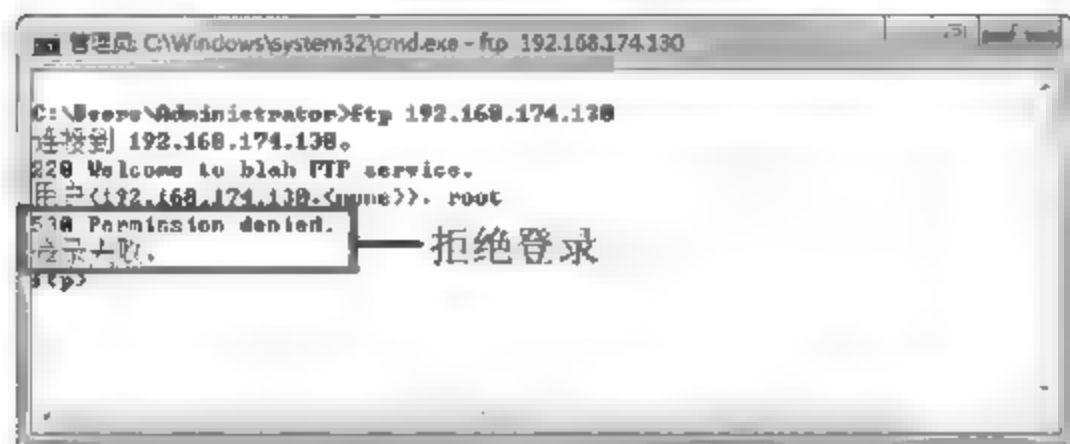 管理员: C:\Windows\system32\cmd.exe - ftp 192.168.174.130
C:\Users\Administrator>ftp 192.168.174.130
连接到 192.168.174.130。
220 Welcome to blah FTP service.
用户(192.168.174.130:(none)): root
530 Permission denied.
登录失败。
拒绝登录
ftp>